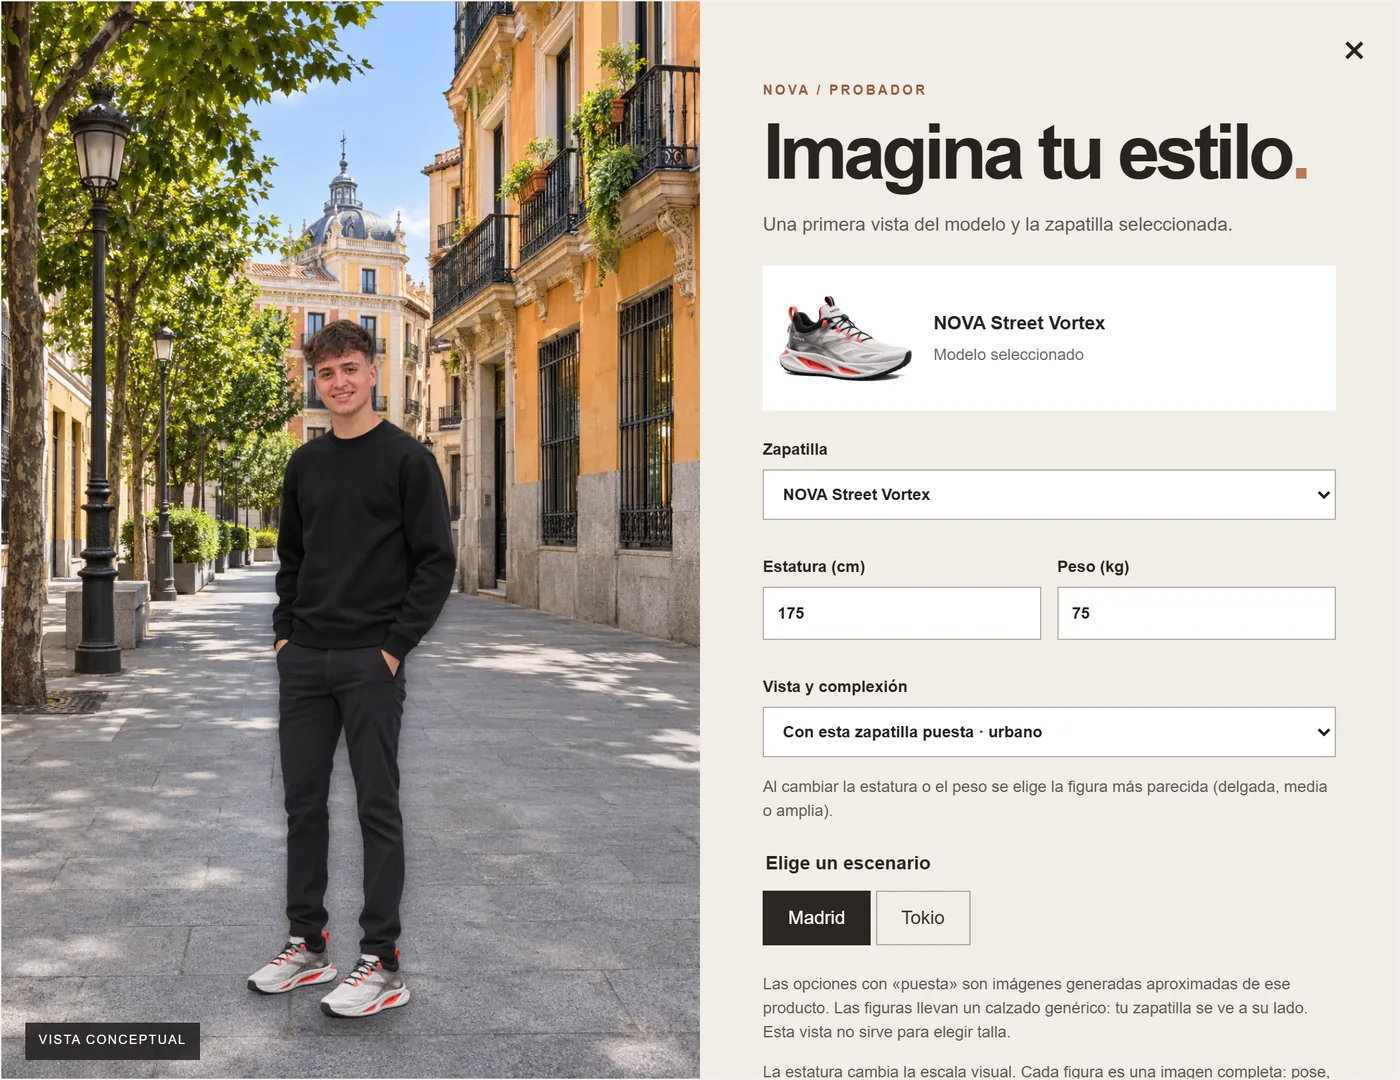 NOVA / PROBADOR
Imagina tu estilo.
Una primera vista del modelo y la zapatilla seleccionada.
NOVA Street Vortex
Modelo seleccionado
Zapatilla
NOVA Street Vortex
Estatura (cm)
Peso (kg)
175
75
Vista y complexión
Con esta zapatilla puesta · urbano
Al cambiar la estatura o el peso se elige la figura más parecida (delgada, media
o amplia).
Elige un escenario
Madrid
Tokio
Las opciones con «puesta» son imágenes generadas aproximadas de ese
producto. Las figuras llevan un calzado genérico: tu zapatilla se ve a su lado.
Esta vista no sirve para elegir talla.
La estatura cambia la escala visual. Cada figura es una imagen completa: pose,
VISTA CONCEPTUAL